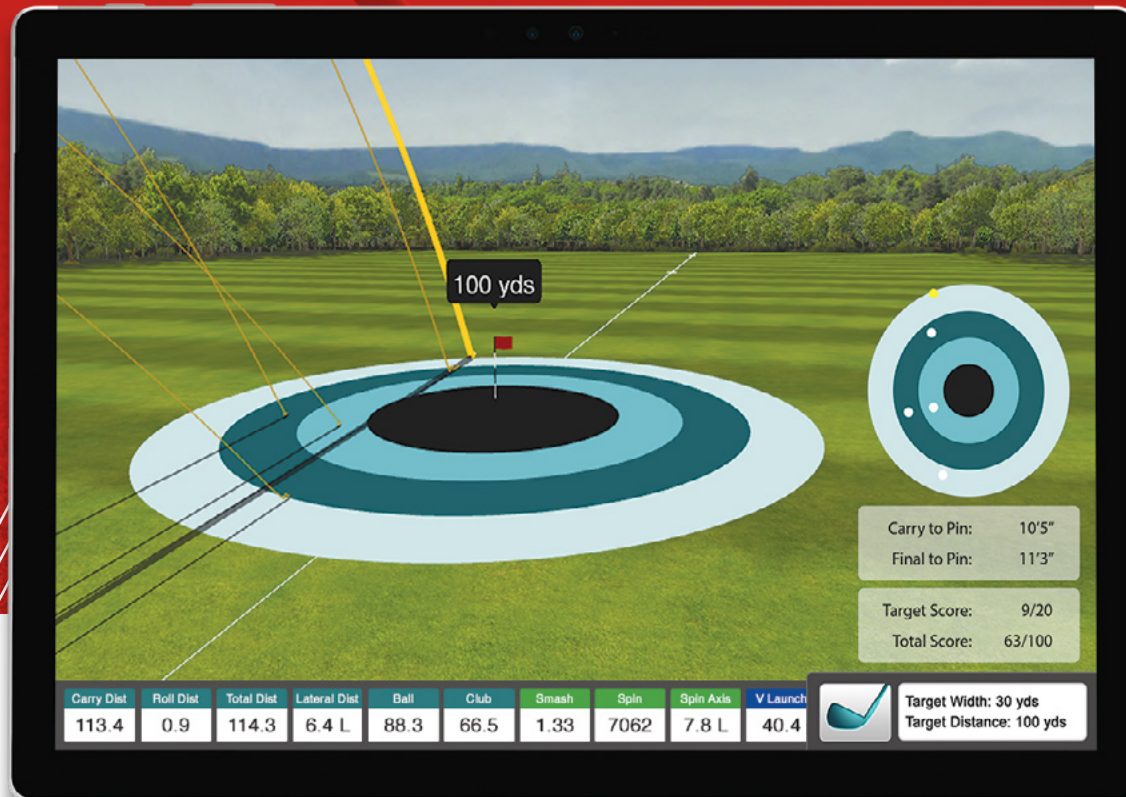 100 yds
Carry to Pin: 10'5"
Final to Pin: 11'3"
Target Score: 9/20
Total Score: 63/100
Carry Dist Roll Dist Total Dist Lateral Dist Ball Club Smash Spin Spin Axis V Launch
113.4 0.9 114.3 6.4 L 88.3 66.5 1.33 7062 7.8 L 40.4
Target Width: 30 yds
Target Distance: 100 yds